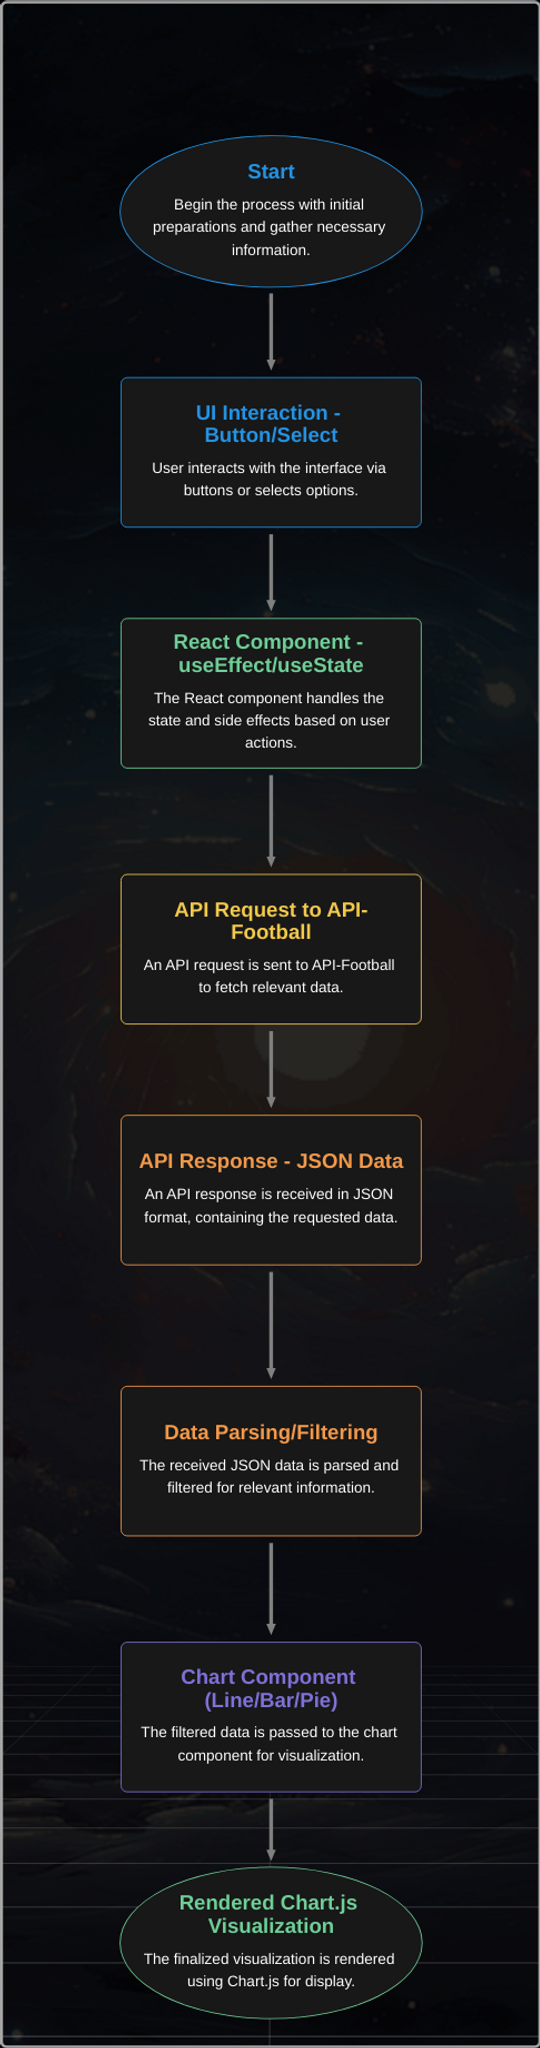 Start
Begin the process with initial
preparations and gather necessary
information.
UI Interaction -
Button/Select
User interacts with the interface via
buttons or selects options.
React Component -
useEffect/useState
The React component handles the
state and side effects based on user
actions.
API Request to API-
Football
An API request is sent to API-Football
to fetch relevant data.
API Response - JSON Data
An API response is received in JSON
format, containing the requested data.
Data Parsing/Filtering
The received JSON data is parsed and
filtered for relevant information.
Chart Component
(Line/Bar/Pie)
The filtered data is passed to the chart
component for visualization.
Rendered Chart.js
Visualization
The finalized visualization is rendered
using Chart.js for display.